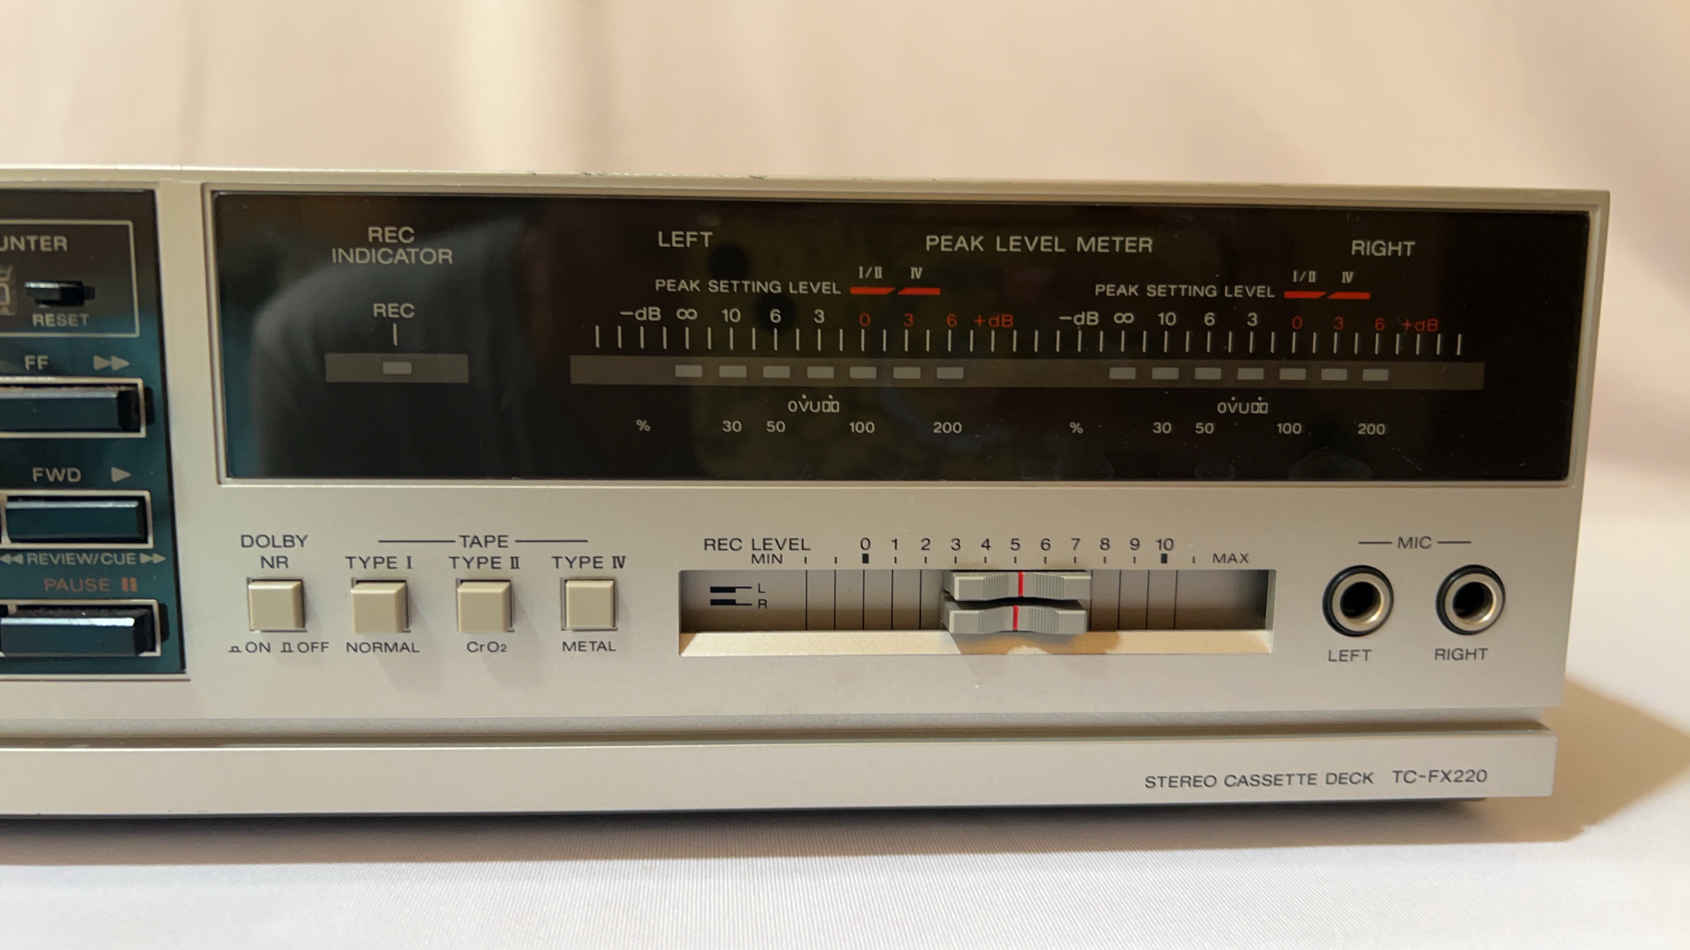 UNTER
RESET
FF
FWD
REVIEW/CUE
PAUSE
REC
INDICATOR
REC
LEFT
PEAK LEVEL METER
RIGHT
PEAK SETTING LEVEL I/II IV
−dB ∞ 10 6 3 0 3 6 +dB
% 30 50 100 200
PEAK SETTING LEVEL I/II IV
−dB ∞ 10 6 3 0 3 6 +dB
% 30 50 100 200
DOLBY
NR
ON OFF
TAPE
TYPE I TYPE II TYPE IV
NORMAL CrO2 METAL
REC LEVEL 0 1 2 3 4 5 6 7 8 9 10
MIN MAX
L
R
MIC
LEFT RIGHT
STEREO CASSETTE DECK TC-FX220